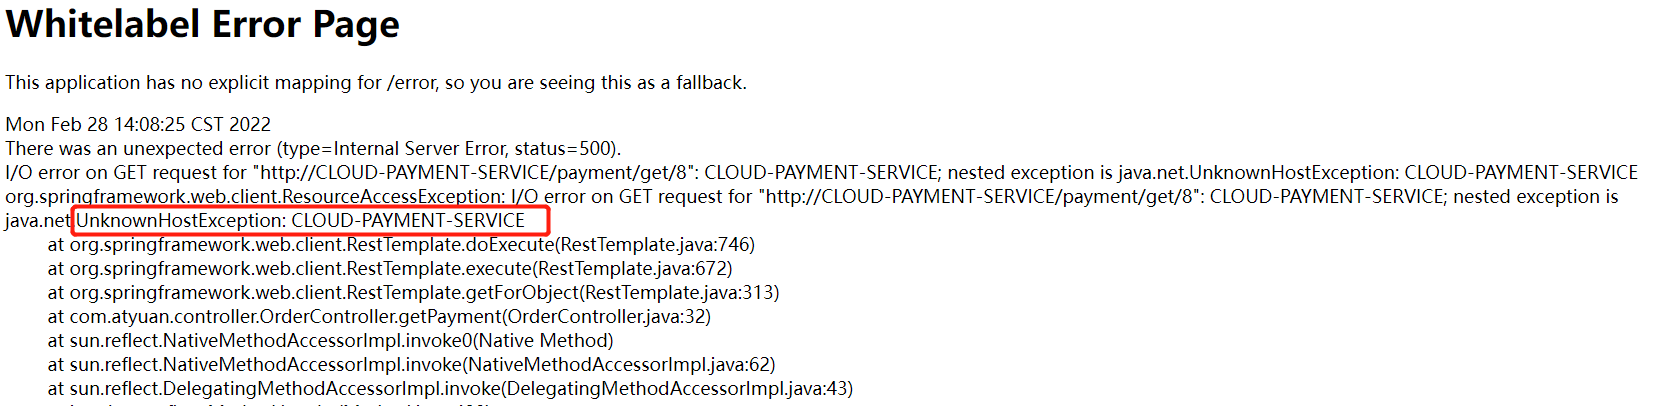 Whitelabel Error Page
This application has no explicit mapping for /error, so you are seeing this as a fallback.
Mon Feb 28 14:08:25 CST 2022
There was an unexpected error (type=Internal Server Error, status=500).
I/O error on GET request for "http://CLOUD-PAYMENT-SERVICE/payment/get/8": CLOUD-PAYMENT-SERVICE; nested exception is java.net.UnknownHostException: CLOUD-PAYMENT-SERVICE
org.springframework.web.client.ResourceAccessException: I/O error on GET request for "http://CLOUD-PAYMENT-SERVICE/payment/get/8": CLOUD-PAYMENT-SERVICE; nested exception is
java.net.UnknownHostException: CLOUD-PAYMENT-SERVICE
at org.springframework.web.client.RestTemplate.doExecute(RestTemplate.java:746)
at org.springframework.web.client.RestTemplate.execute(RestTemplate.java:672)
at org.springframework.web.client.RestTemplate.getForObject(RestTemplate.java:313)
at com.atyuan.controller.OrderController.getPayment(OrderController.java:32)
at sun.reflect.NativeMethodAccessorImpl.invoke0(Native Method)
at sun.reflect.NativeMethodAccessorImpl.invoke(NativeMethodAccessorImpl.java:62)
at sun.reflect.DelegatingMethodAccessorImpl.invoke(DelegatingMethodAccessorImpl.java:43)